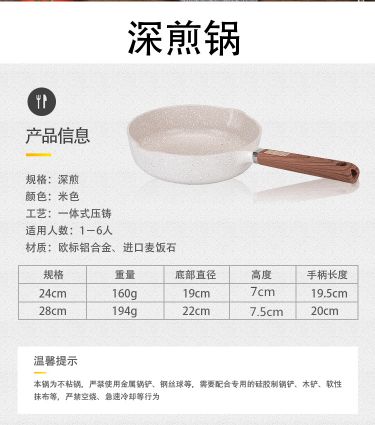 深煎锅
产品信息
规格：深煎
颜色：米色
工艺：一体式压铸
适用人数：1－6人
材质：欧标铝合金、进口麦饭石
规格 重量 底部直径 高度 手柄长度
24cm 160g 19cm 7cm 19.5cm
28cm 194g 22cm 7.5cm 20cm
温馨提示
本锅为不粘锅，严禁使用金属锅铲、钢丝球等，需要配合专用的硅胶制锅铲、木铲、软性
抹布等，严禁空烧、急速冷却等行为